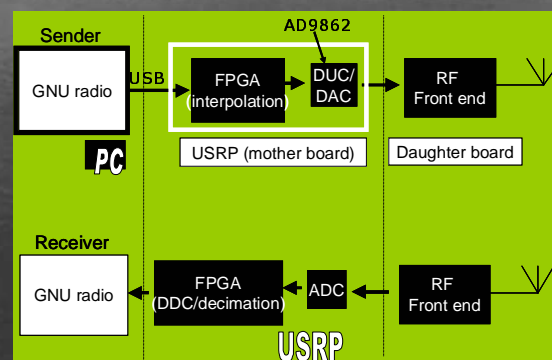 AD9862
Sender
GNU radio
USB
FPGA
(interpolation)
DUC/
DAC
RF
Front end
PC
USRP (mother board)
Daughter board
Receiver
GNU radio
FPGA
(DDC/decimation)
ADC
RF
Front end
USRP